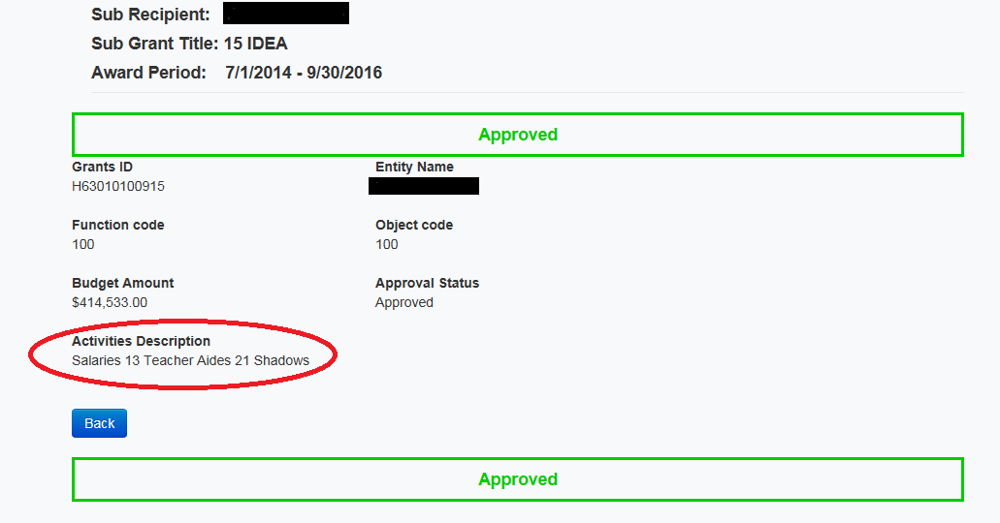 Sub Recipient:
Sub Grant Title: 15 IDEA
Award Period: 7/1/2014 - 9/30/2016
Approved
Grants ID
H63010100915
Entity Name
Function code
100
Object code
100
Budget Amount
$414,533.00
Approval Status
Approved
Activities Description
Salaries 13 Teacher Aides 21 Shadows
Back
Approved